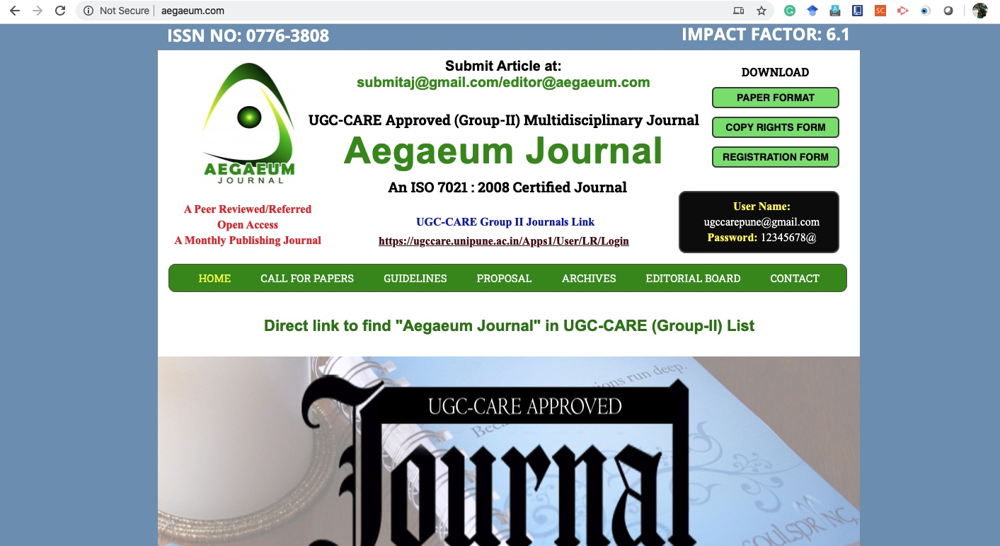 Not Secure
aegaeum.com
ISSN NO: 0776-3808
IMPACT FACTOR: 6.1
AEGAEUM
JOURNAL
A Peer Reviewed/Referred
Open Access
A Monthly Publishing Journal
Submit Article at:
submitaj@gmail.com/editor@aegaeum.com
UGC-CARE Approved (Group-II) Multidisciplinary Journal
Aegaeum Journal
An ISO 7021 : 2008 Certified Journal
UGC-CARE Group II Journals Link
https://ugccare.unipune.ac.in/Apps1/User/LR/Login
DOWNLOAD
PAPER FORMAT
COPY RIGHTS FORM
REGISTRATION FORM
User Name:
ugccarepune@gmail.com
Password: 12345678@
HOME CALL FOR PAPERS GUIDELINES PROPOSAL ARCHIVES EDITORIAL BOARD CONTACT
Direct link to find "Aegaeum Journal" in UGC-CARE (Group-II) List
run deep.
UGC-CARE APPROVED
Journal